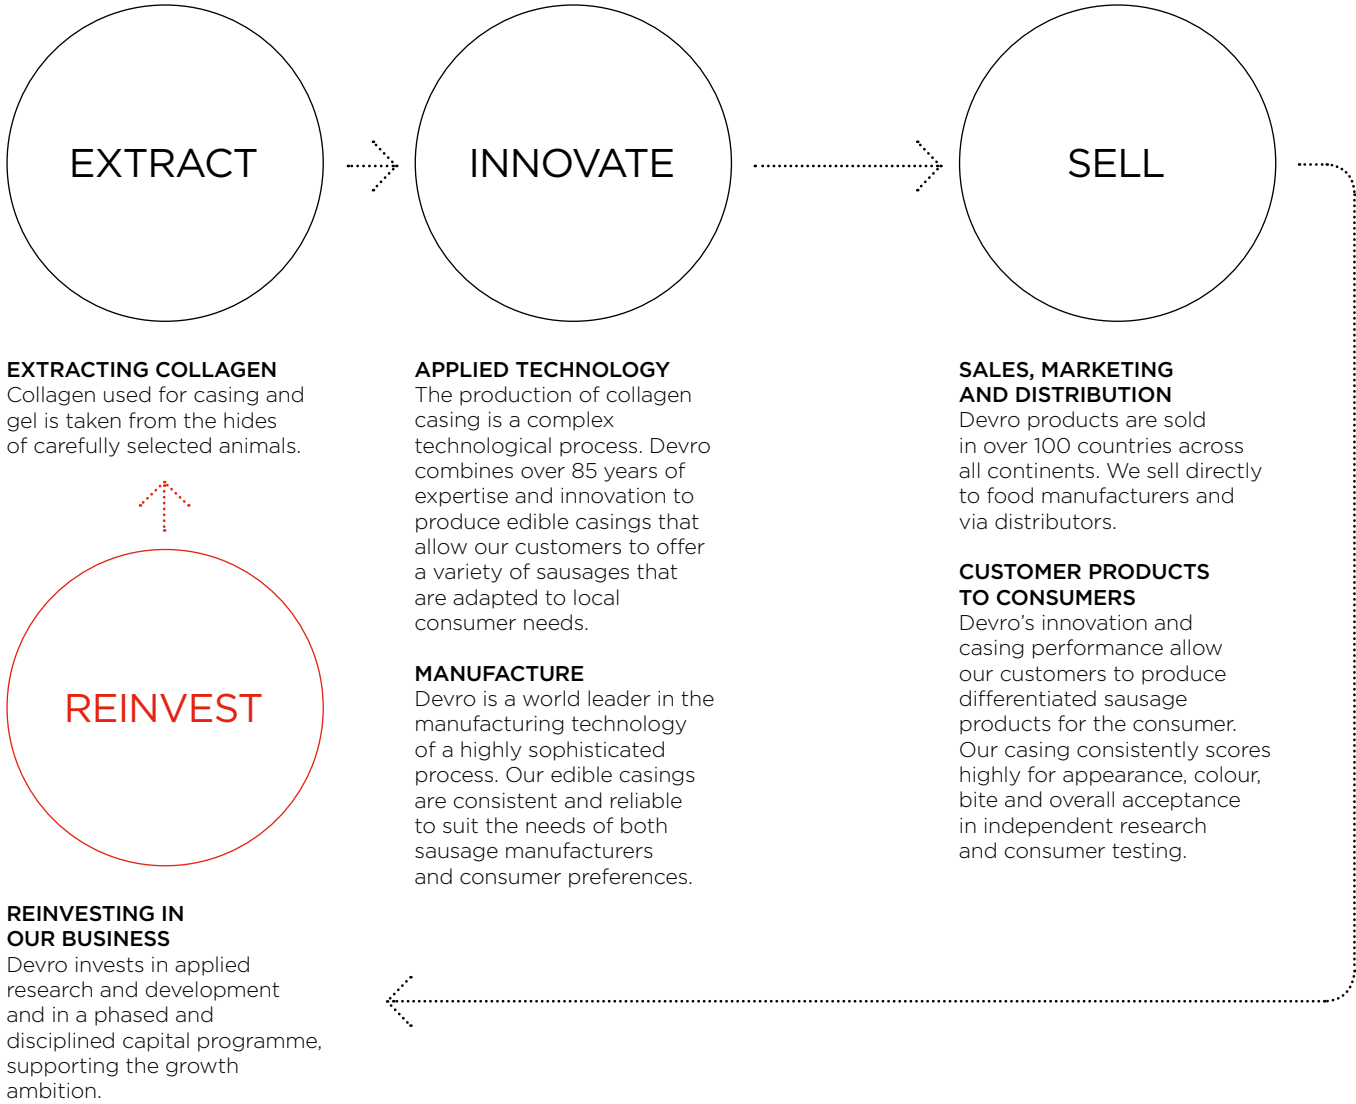 EXTRACT
EXTRACTING COLLAGEN
Collagen used for casing and
gel is taken from the hides
of carefully selected animals.
INNOVATE
APPLIED TECHNOLOGY
The production of collagen
casing is a complex
technological process. Devro
combines over 85 years of
expertise and innovation to
produce edible casings that
allow our customers to offer
a variety of sausages that
are adapted to local
consumer needs.
MANUFACTURE
Devro is a world leader in the
manufacturing technology
of a highly sophisticated
process. Our edible casings
are consistent and reliable
to suit the needs of both
sausage manufacturers
and consumer preferences.
SELL
SALES, MARKETING
AND DISTRIBUTION
Devro products are sold
in over 100 countries across
all continents. We sell directly
to food manufacturers and
via distributors.
CUSTOMER PRODUCTS
TO CONSUMERS
Devro’s innovation and
casing performance allow
our customers to produce
differentiated sausage
products for the consumer.
Our casing consistently scores
highly for appearance, colour,
bite and overall acceptance
in independent research
and consumer testing.
REINVEST
REINVESTING IN
OUR BUSINESS
Devro invests in applied
research and development
and in a phased and
disciplined capital programme,
supporting the growth
ambition.